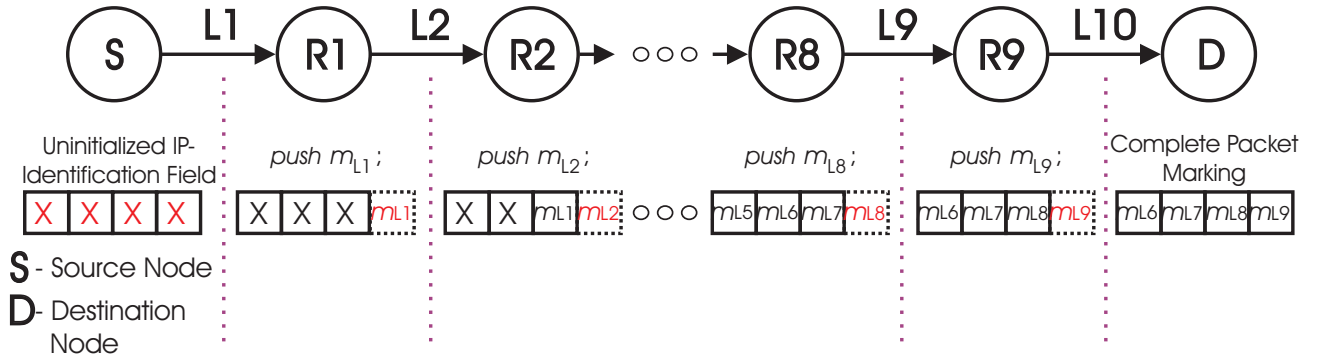 L1 L2 L9 L10
S R1 R2 R8 R9 D
Uninitialized IP-
Identification Field
push mL1 ;
push mL2 ;
push mL8 ;
push mL9 ;
Complete Packet
Marking
X X X X
X X X mL1
X X mL1 mL2
mL5 mL6 mL7 mL8
mL6 mL7 mL8 mL9
mL6 mL7 mL8 mL9
S - Source Node
D- Destination
Node